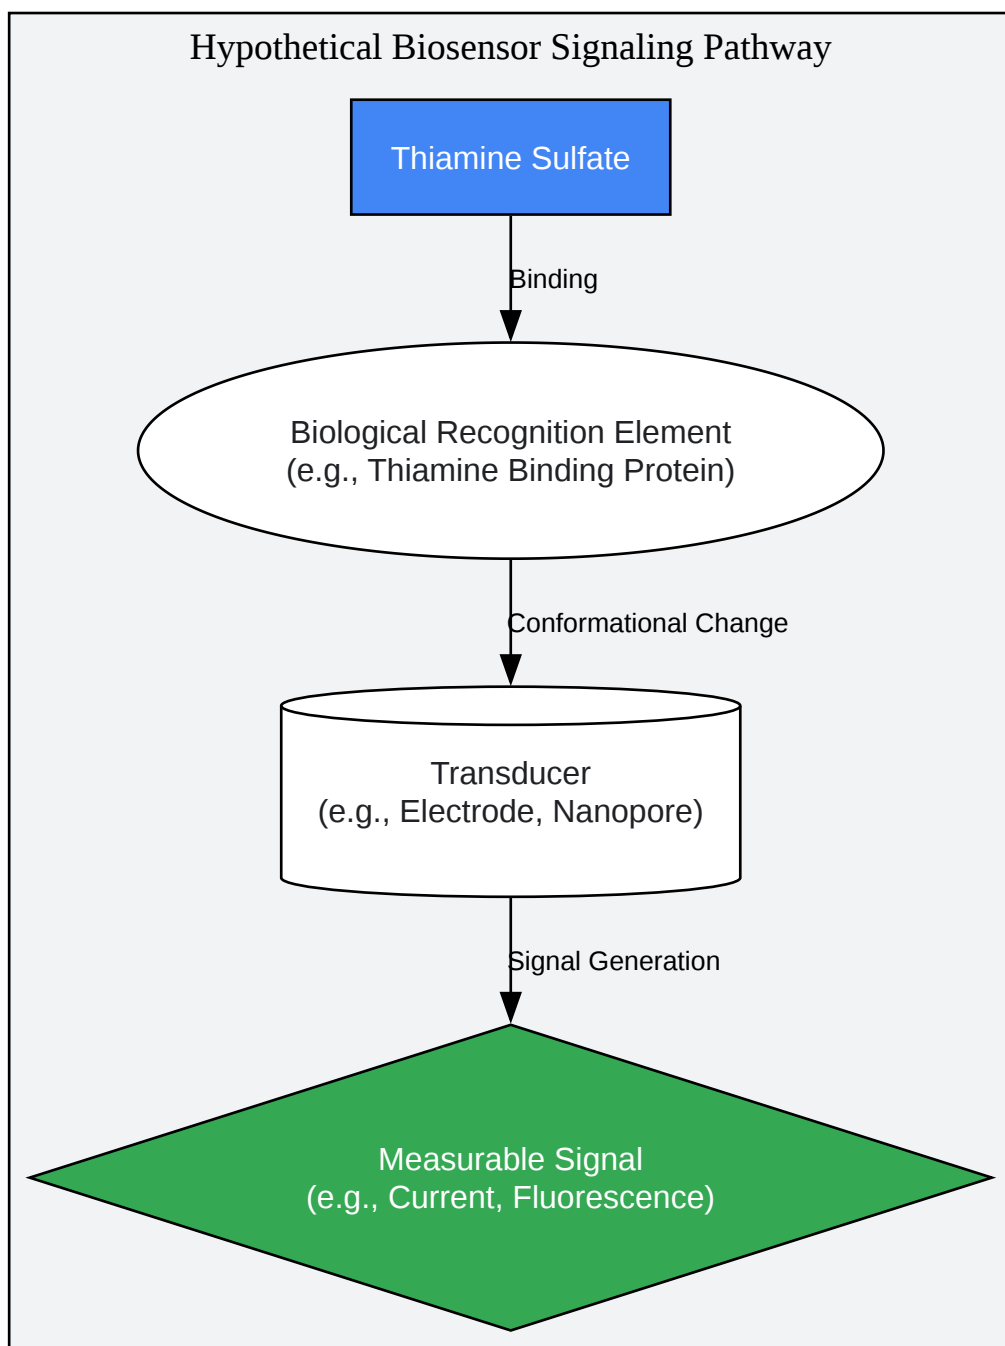 Hypothetical Biosensor Signaling Pathway
Thiamine Sulfate
Binding
Biological Recognition Element
(e.g., Thiamine Binding Protein)
Conformational Change
Transducer
(e.g., Electrode, Nanopore)
Signal Generation
Measurable Signal
(e.g., Current, Fluorescence)